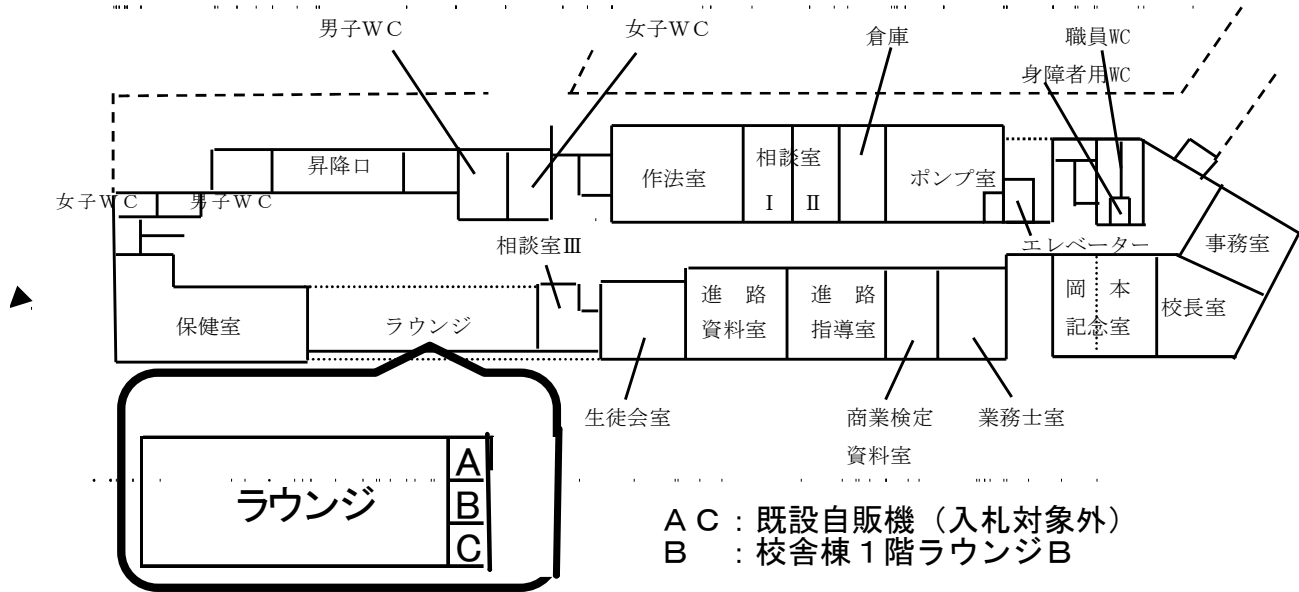 男子ＷＣ
女子ＷＣ
倉庫
職員WC
身障者用WC
昇降口
作法室
相談室
Ⅰ
Ⅱ
ポンプ室
女子ＷＣ
男子ＷＣ
相談室Ⅲ
エレベーター
事務室
保健室
ラウンジ
進　路
資料室
進　路
指導室
岡　本
記念室
校長室
生徒会室
商業検定
資料室
業務士室
ラウンジ
A
B
C
ＡＣ：既設自販機（入札対象外）
Ｂ　：校舎棟１階ラウンジＢ